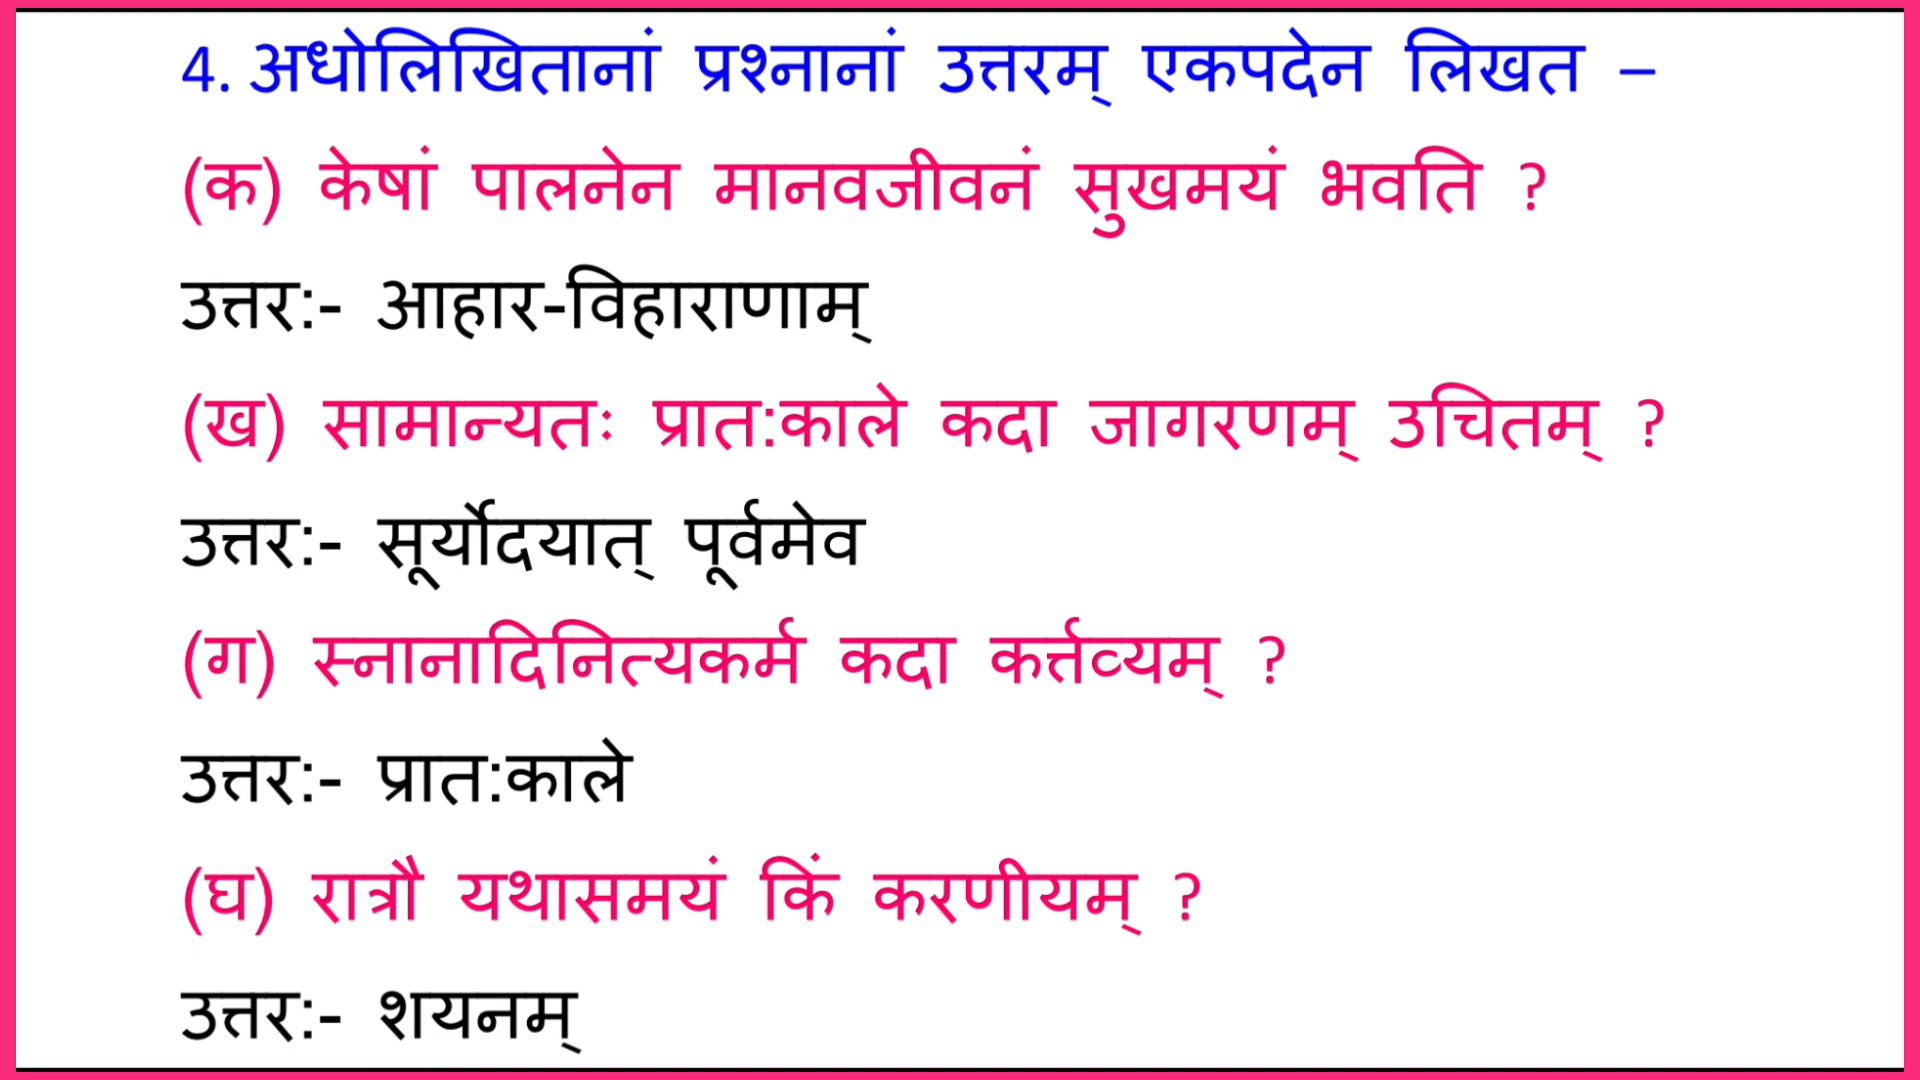 4. अधोलिखितानां प्रश्नानां उत्तरम् एकपदेन लिखत –
(क) केषां पालनेन मानवजीवनं सुखमयं भवति ?
उत्तर:- आहार-विहाराणाम्
(ख) सामान्यतः प्रात:काले कदा जागरणम् उचितम् ?
उत्तर:- सूर्योदयात् पूर्वमेव
(ग) स्नानादिनित्यकर्म कदा कर्त्तव्यम् ?
उत्तर:- प्रात:काले
(घ) रात्रौ यथासमयं किं करणीयम् ?
उत्तर:- शयनम्